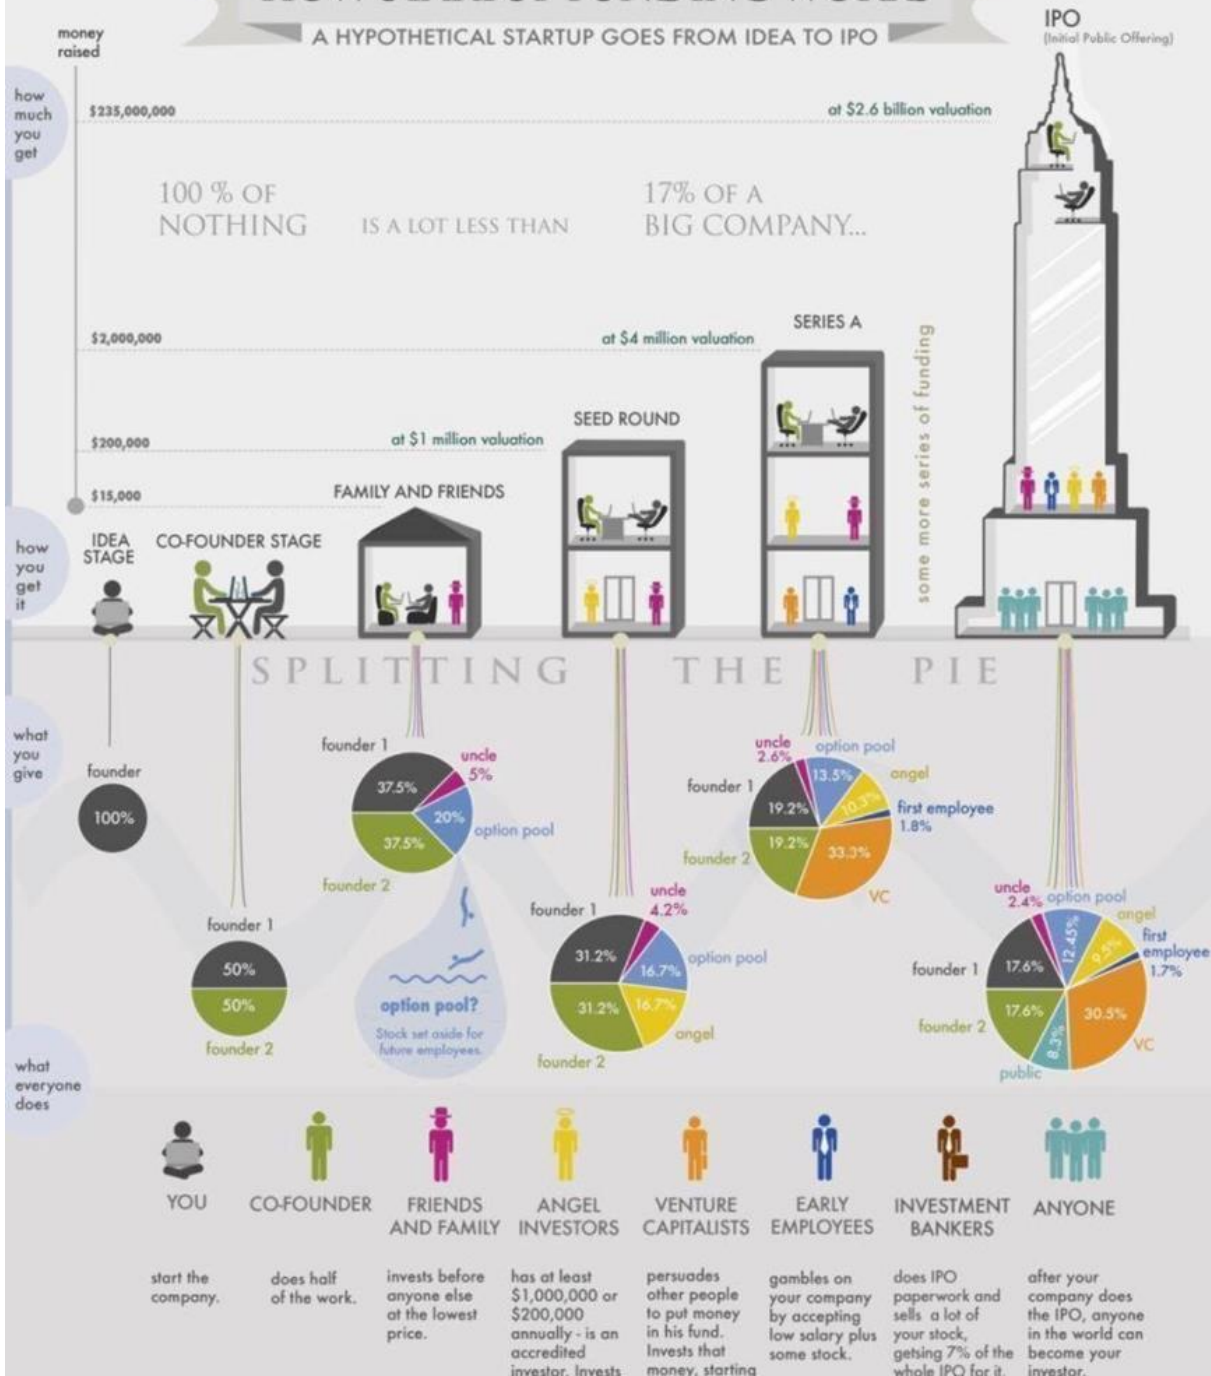 HOW STARTUP FUNDING WORKS
A HYPOTHETICAL STARTUP GOES FROM IDEA TO IPO
IPO
(Initial Public Offering)
money
raised
how
much
you
get
$235,000,000
at $2.6 billion valuation
100 % OF
NOTHING
IS A LOT LESS THAN
17% OF A
BIG COMPANY...
$2,000,000
at $4 million valuation
SERIES A
some more series of funding
SEED ROUND
$200,000
at $1 million valuation
$15,000
FAMILY AND FRIENDS
how
you
get
it
IDEA
STAGE
CO-FOUNDER STAGE
SPLITTING THE PIE
what
you
give
founder
100%
founder 1
50%
50%
founder 2
founder 1
uncle
5%
37.5%
20%
option pool
37.5%
founder 2
option pool?
Stock set aside for
future employees.
founder 1
uncle
4.2%
31.2%
16.7%
option pool
31.2%
16.7%
angel
founder 2
uncle
2.6%
option pool
13.5%
angel
10.3%
founder 1
19.2%
first employee
1.8%
19.2%
founder 2
33.3%
VC
uncle
2.4%
option pool
12.45%
angel
9.5%
first
employee
1.7%
founder 1
17.6%
17.6%
founder 2
30.5%
VC
8.3%
public
what
everyone
does
YOU
start the
company.
CO-FOUNDER
does half
of the work.
FRIENDS
AND FAMILY
invests before
anyone else
at the lowest
price.
ANGEL
INVESTORS
has at least
$1,000,000 or
$200,000
annually - is an
accredited
investor. Invests
VENTURE
CAPITALISTS
persuades
other people
to put money
in his fund.
Invests that
money, starting
EARLY
EMPLOYEES
gambles on
your company
by accepting
low salary plus
some stock.
INVESTMENT
BANKERS
does IPO
paperwork and
sells a lot of
your stock,
getsing 7% of the
whole IPO for it.
ANYONE
after your
company does
the IPO, anyone
in the world can
become your
investor.